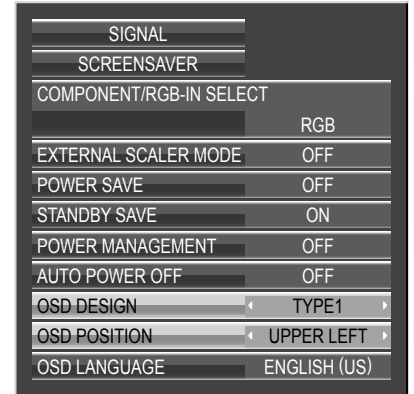 SIGNAL
SCREENSAVER
COMPONENT/RGB-IN SELECT
RGB
EXTERNAL SCALER MODE OFF
POWER SAVE OFF
STANDBY SAVE ON
POWER MANAGEMENT OFF
AUTO POWER OFF OFF
OSD DESIGN TYPE1
OSD POSITION UPPER LEFT
OSD LANGUAGE ENGLISH (US)